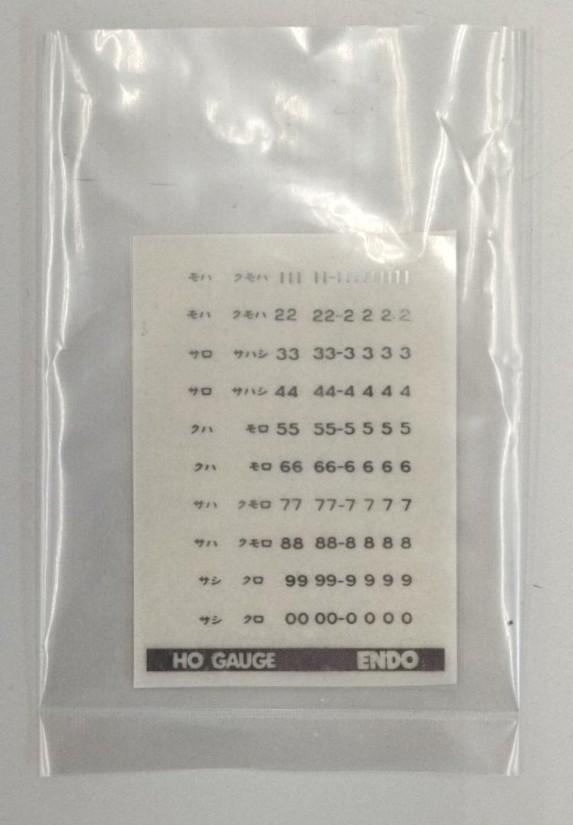 モハ クモハ 111 11-1
モハ クモハ 22 22-2 2 2 2
サロ サハシ 33 33-3 3 3 3
サロ サハシ 44 44-4 4 4 4
クハ モロ 55 55-5 5 5 5
クハ モロ 66 66-6 6 6 6
サハ クモロ 77 77-7 7 7 7
サハ クモロ 88 88-8 8 8 8
サシ クロ 99 99-9 9 9 9
サシ クロ 00 00-0 0 0 0
HO GAUGE ENDO